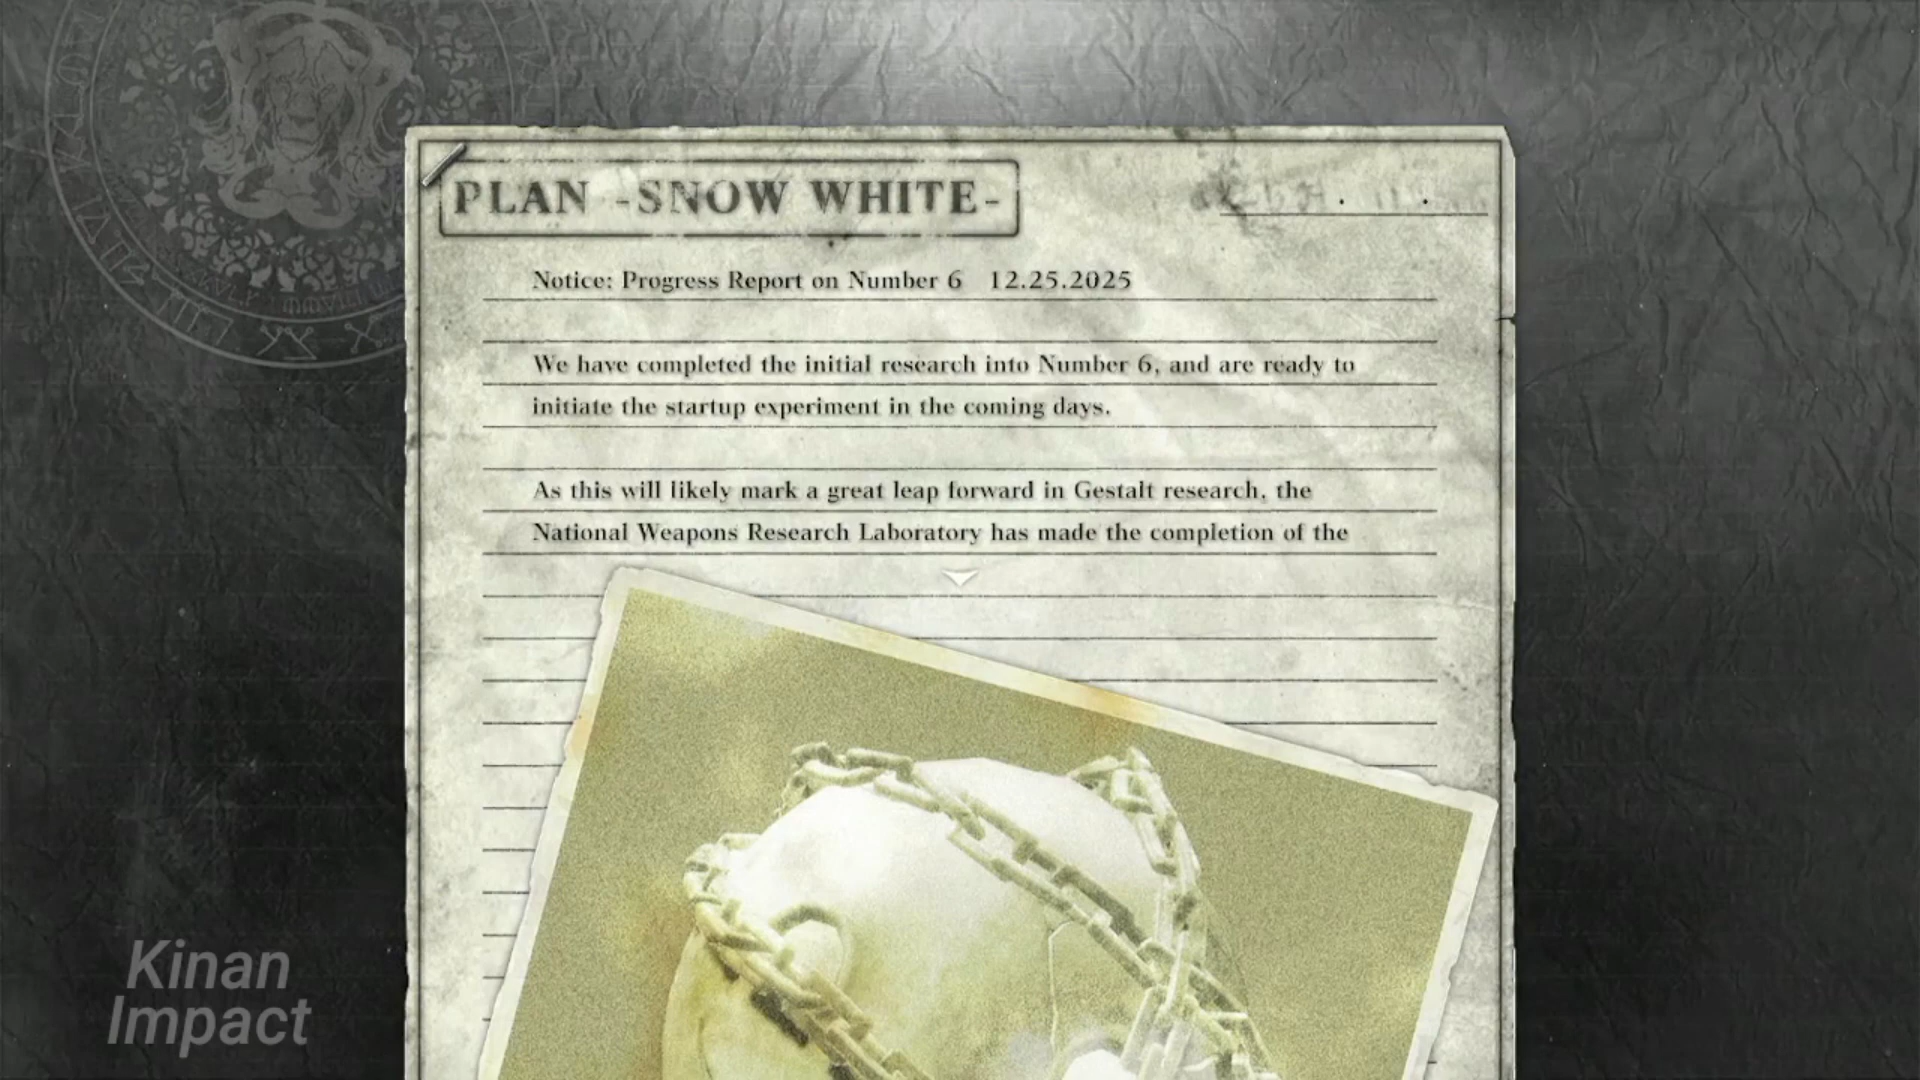 PLAN -SNOW WHITE-
Notice: Progress Report on Number 6 12.25.2025
We have completed the initial research into Number 6, and are ready to
initiate the startup experiment in the coming days.
As this will likely mark a great leap forward in Gestalt research, the
National Weapons Research Laboratory has made the completion of the
Kinan
Impact